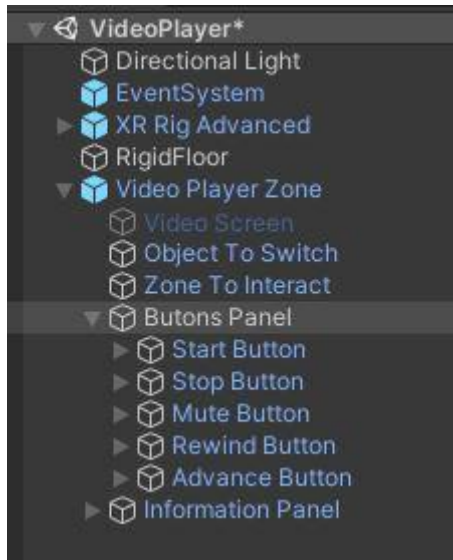 VideoPlayer*
Directional Light
EventSystem
XR Rig Advanced
RigidFloor
Video Player Zone
Video Screen
Object To Switch
Zone To Interact
Butons Panel
Start Button
Stop Button
Mute Button
Rewind Button
Advance Button
Information Panel